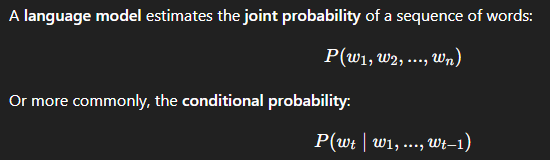 A language model estimates the joint probability of a sequence of words:
P(w₁, w₂, ..., wₙ)
Or more commonly, the conditional probability:
P(wₜ | w₁, ..., wₜ₋₁)